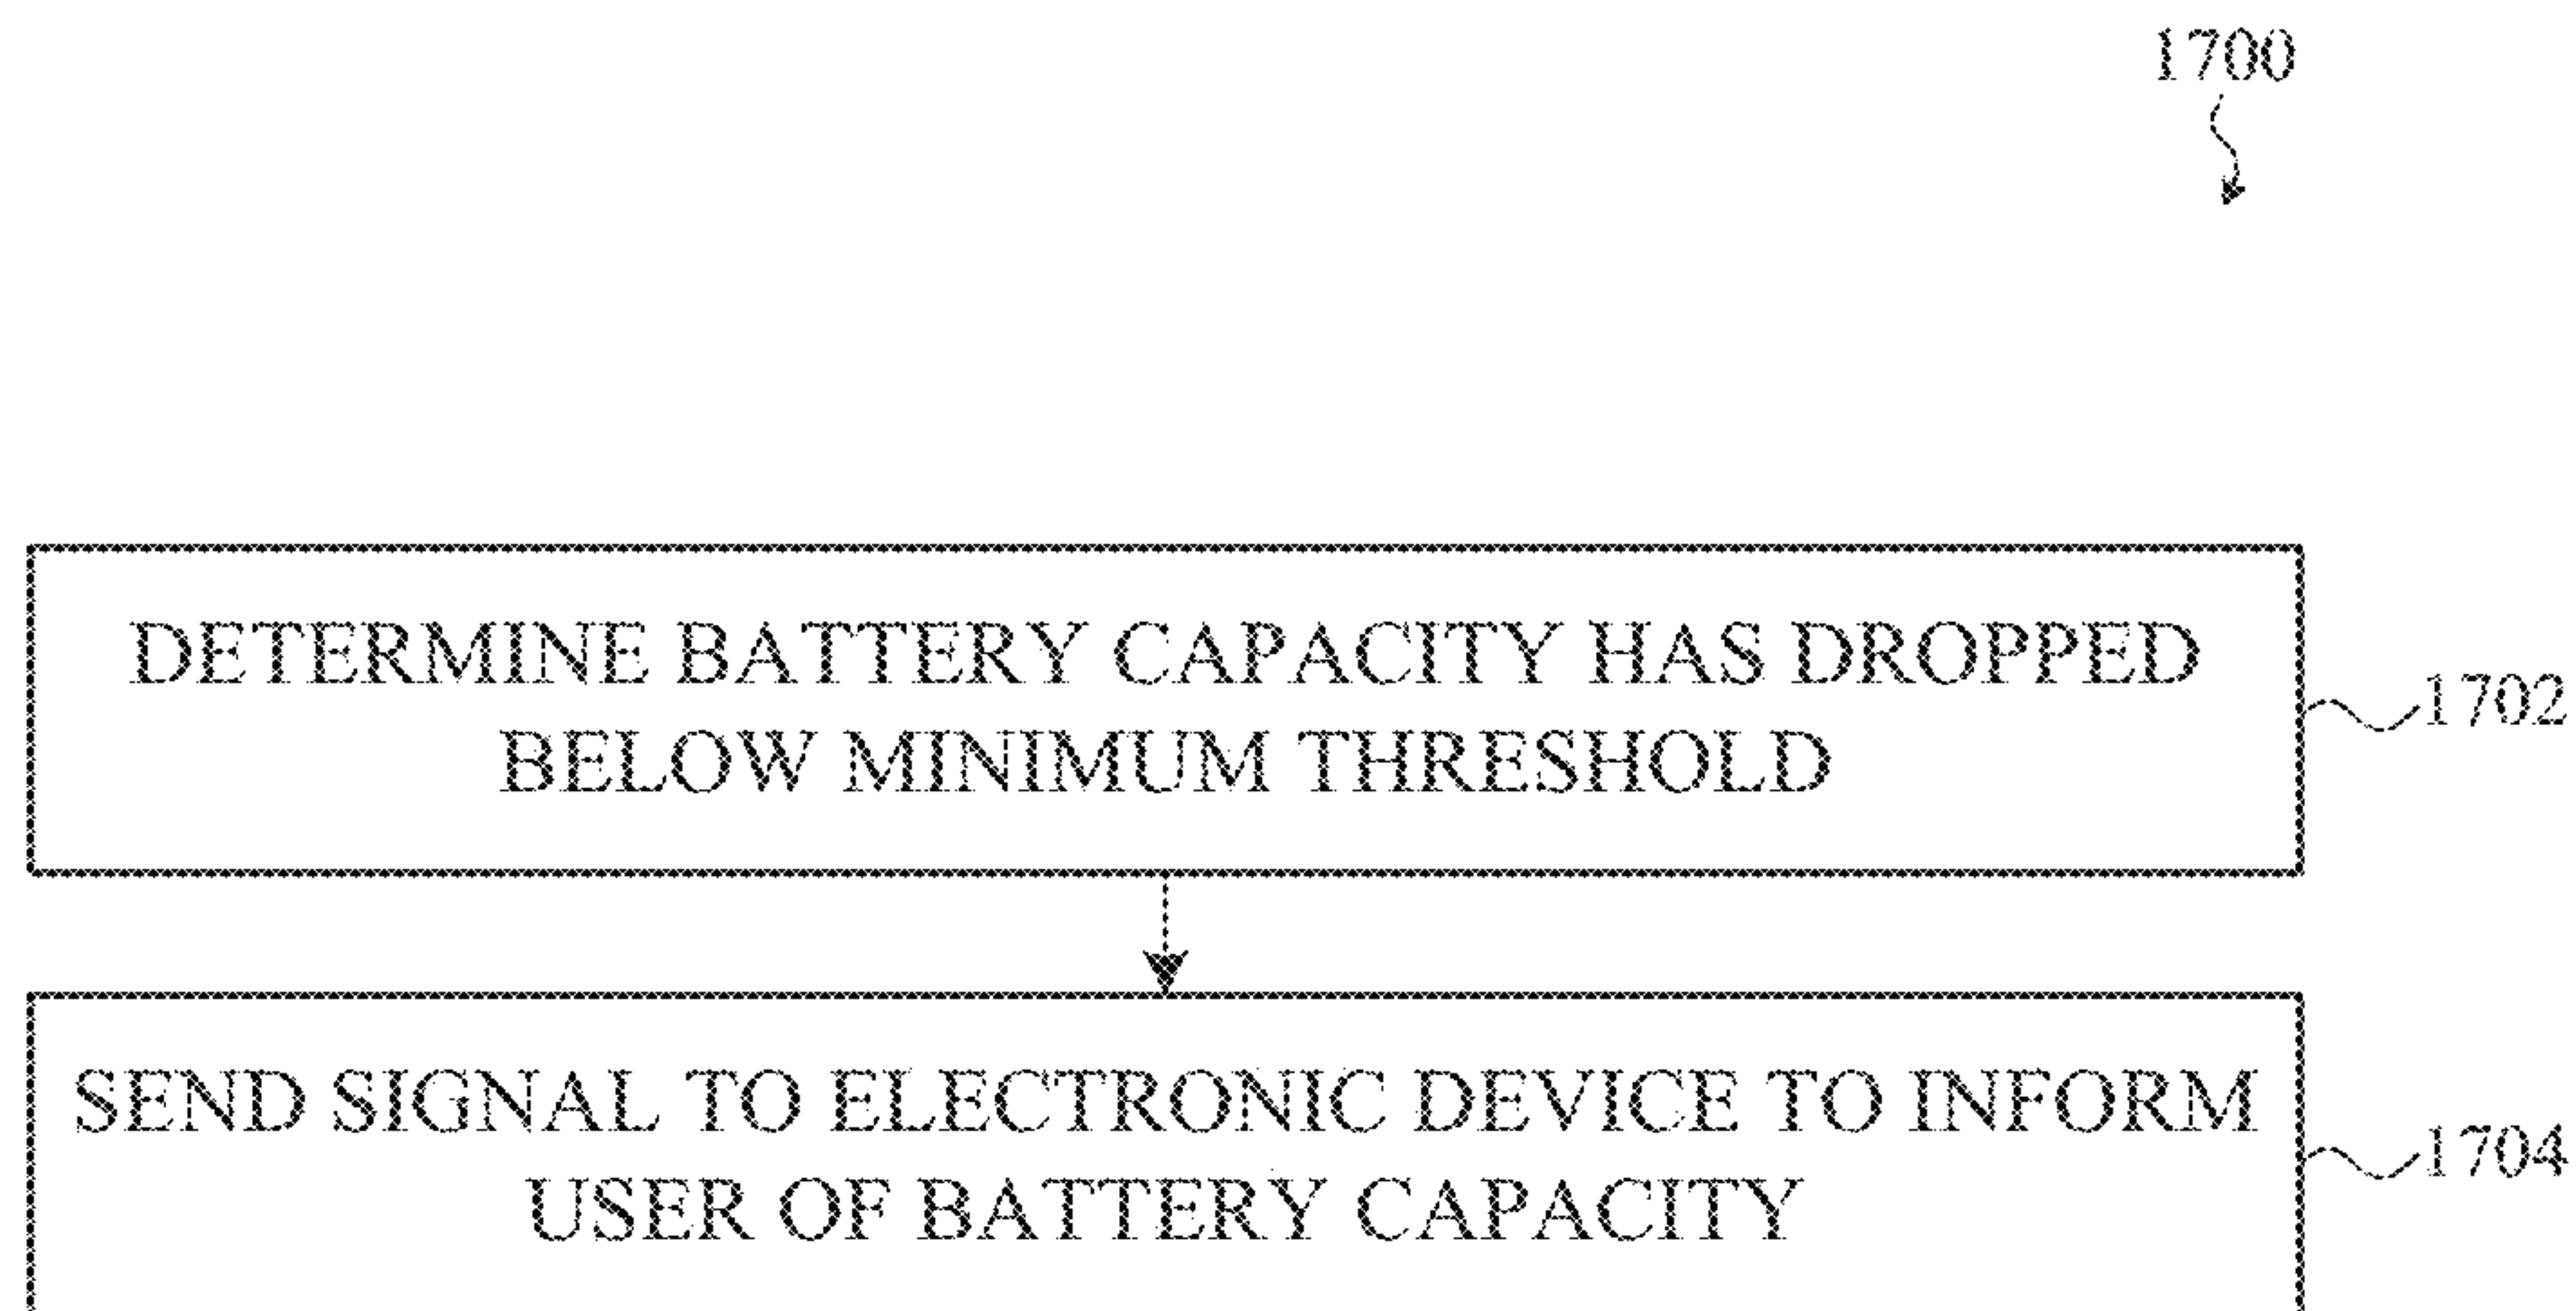 1700
DETERMINE BATTERY CAPACITY HAS DROPPED
BELOW MINIMUM THRESHOLD
1702
SEND SIGNAL TO ELECTRONIC DEVICE TO INFORM
USER OF BATTERY CAPACITY
1704